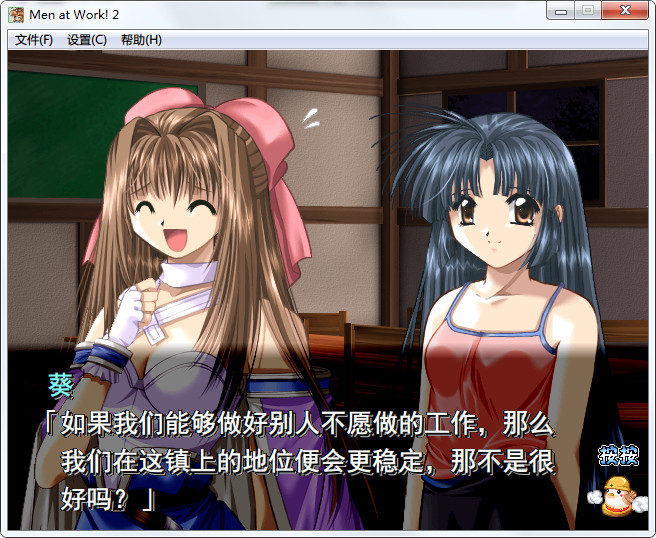 Men at Work! 2
文件(F) 设置(C) 帮助(H)
葵
「如果我们能够做好别人不愿做的工作，那么
我们在这镇上的地位便会更稳定，那不是很
好吗？」
按按